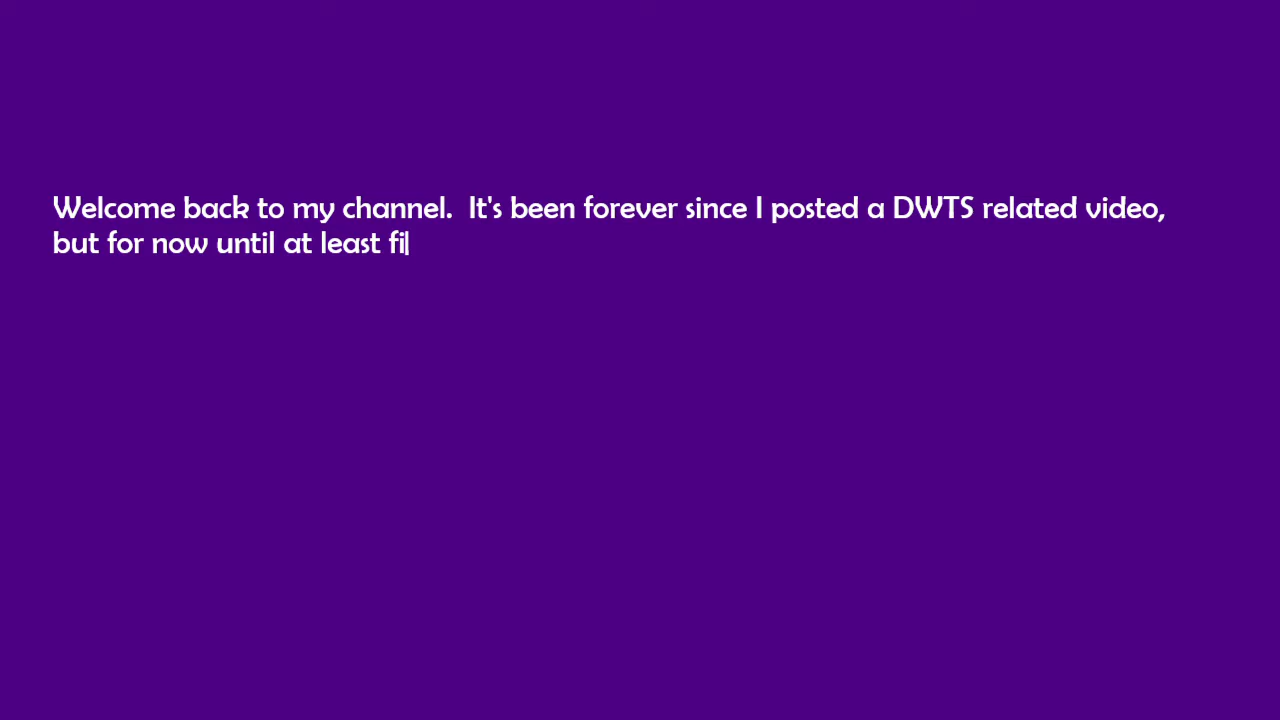 Welcome back to my channel.  It's been forever since I posted a DWTS related video,
but for now until at least fi